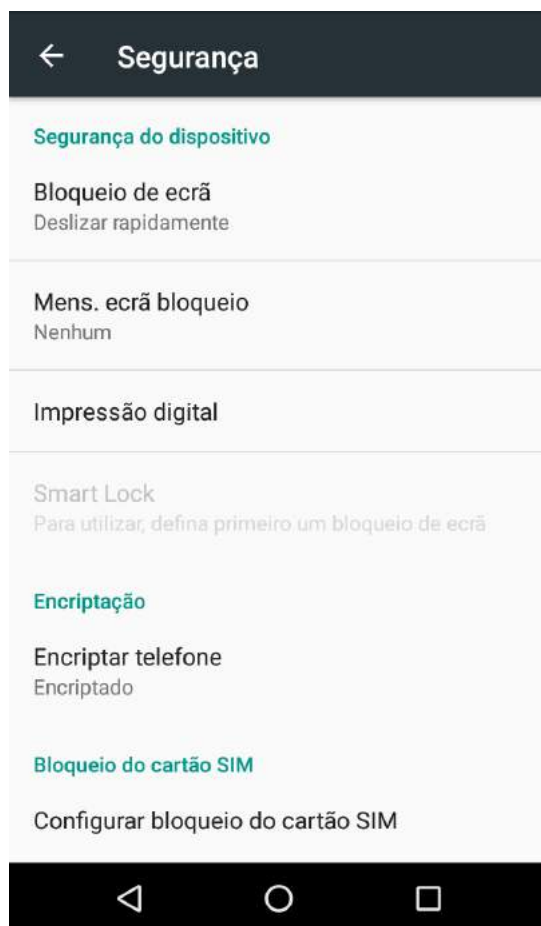 Segurança
Segurança do dispositivo
Bloqueio de ecrã
Deslizar rapidamente
Mens. ecrã bloqueio
Nenhum
Impressão digital
Smart Lock
Para utilizar, defina primeiro um bloqueio de ecrã
Encriptação
Encriptar telefone
Encriptado
Bloqueio do cartão SIM
Configurar bloqueio do cartão SIM